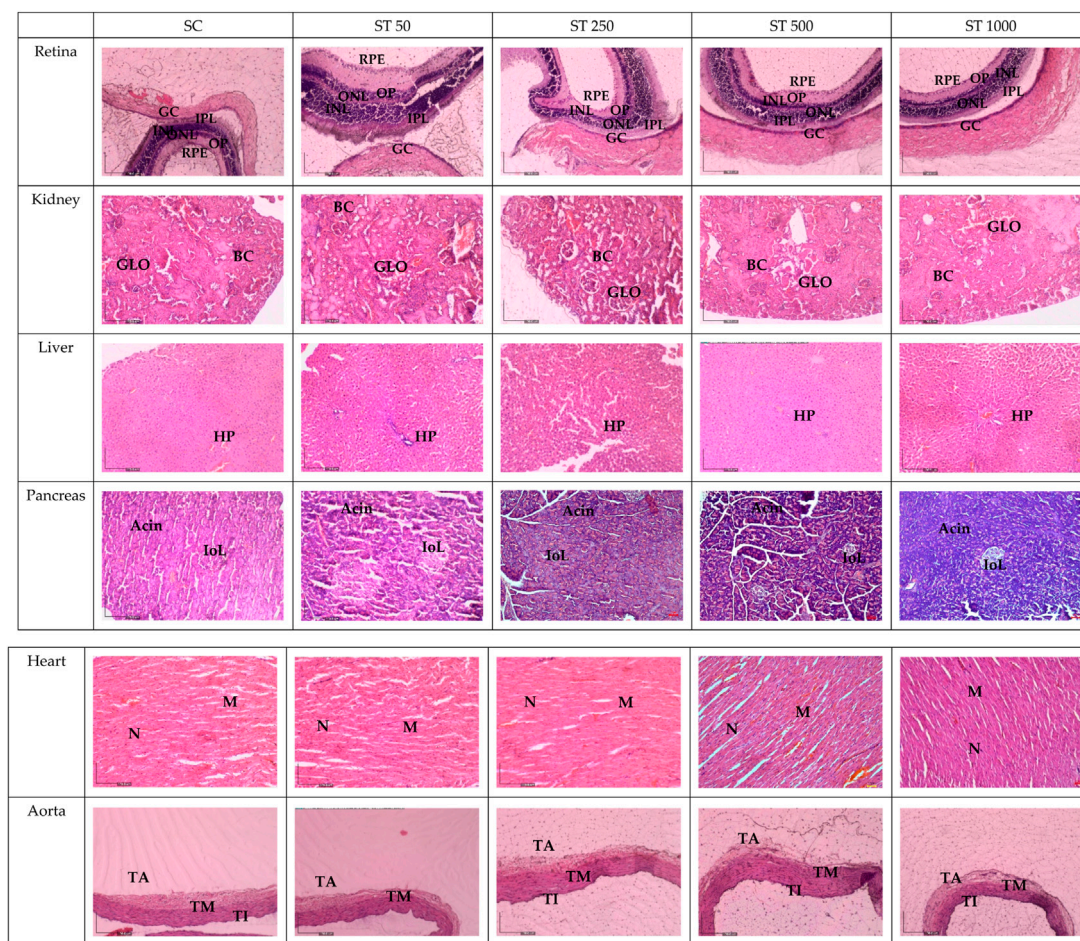 SC ST 50 ST 250 ST 500 ST 1000
Retina
GC IPL INL ONL OP RPE
RPE ONL OP INL IPL GC
RPE OP INL ONL IPL GC
RPE OP INL ONL IPL GC
RPE OP INL ONL IPL GC
Kidney
GLO BC
BC GLO
BC GLO
BC GLO
GLO BC
Liver
HP
HP
HP
HP
HP
Pancreas
Acin IoL
Acin IoL
Acin IoL
Acin IoL
Acin IoL
Heart
M N
N M
N M
M N
M N
Aorta
TA TM TI
TA TM
TA TM TI
TA TM TI
TA TM TI